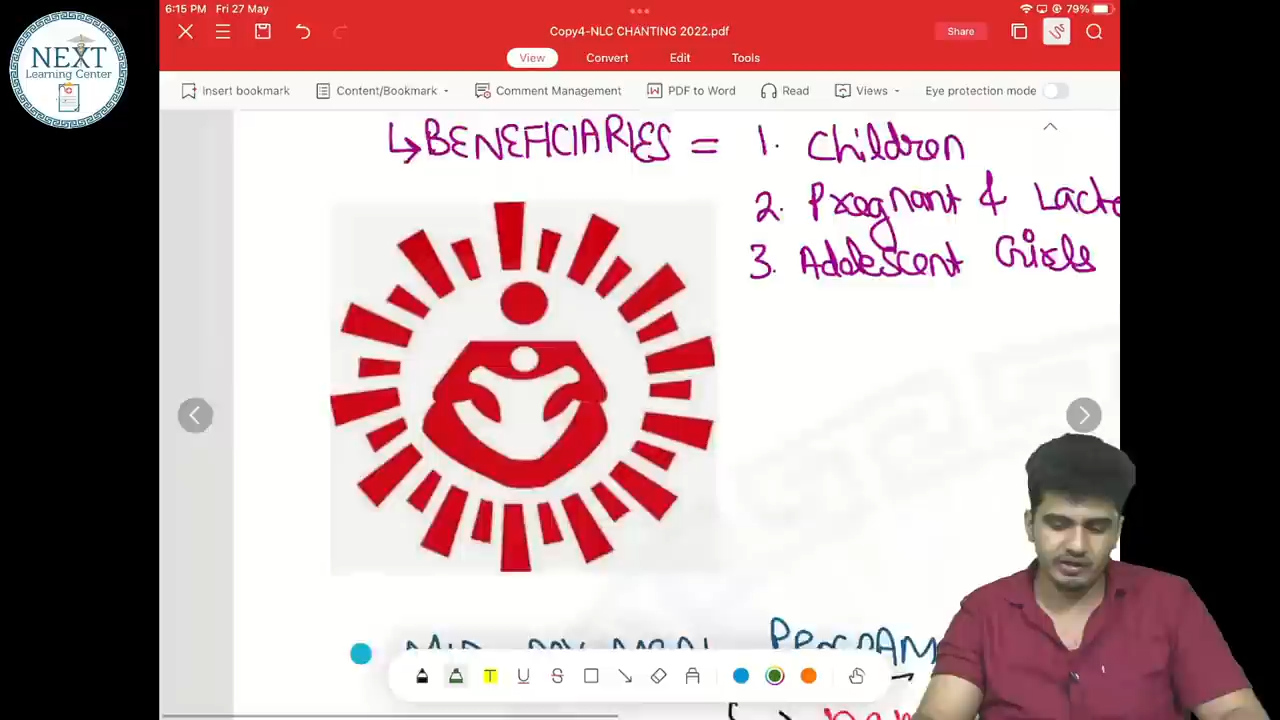 6:15 PM Fri 27 May
79%
NEXT
Learning Center
Copy4-NLC CHANTING 2022.pdf
Share
View Convert Edit Tools
Insert bookmark Content/Bookmark Comment Management PDF to Word Read Views Eye protection mode
↳ BENEFICIARIES = 1. Children
2. Pregnant & Lact
3. Adolescent Girls
MID DAY MEAL PROGRAM
T U S